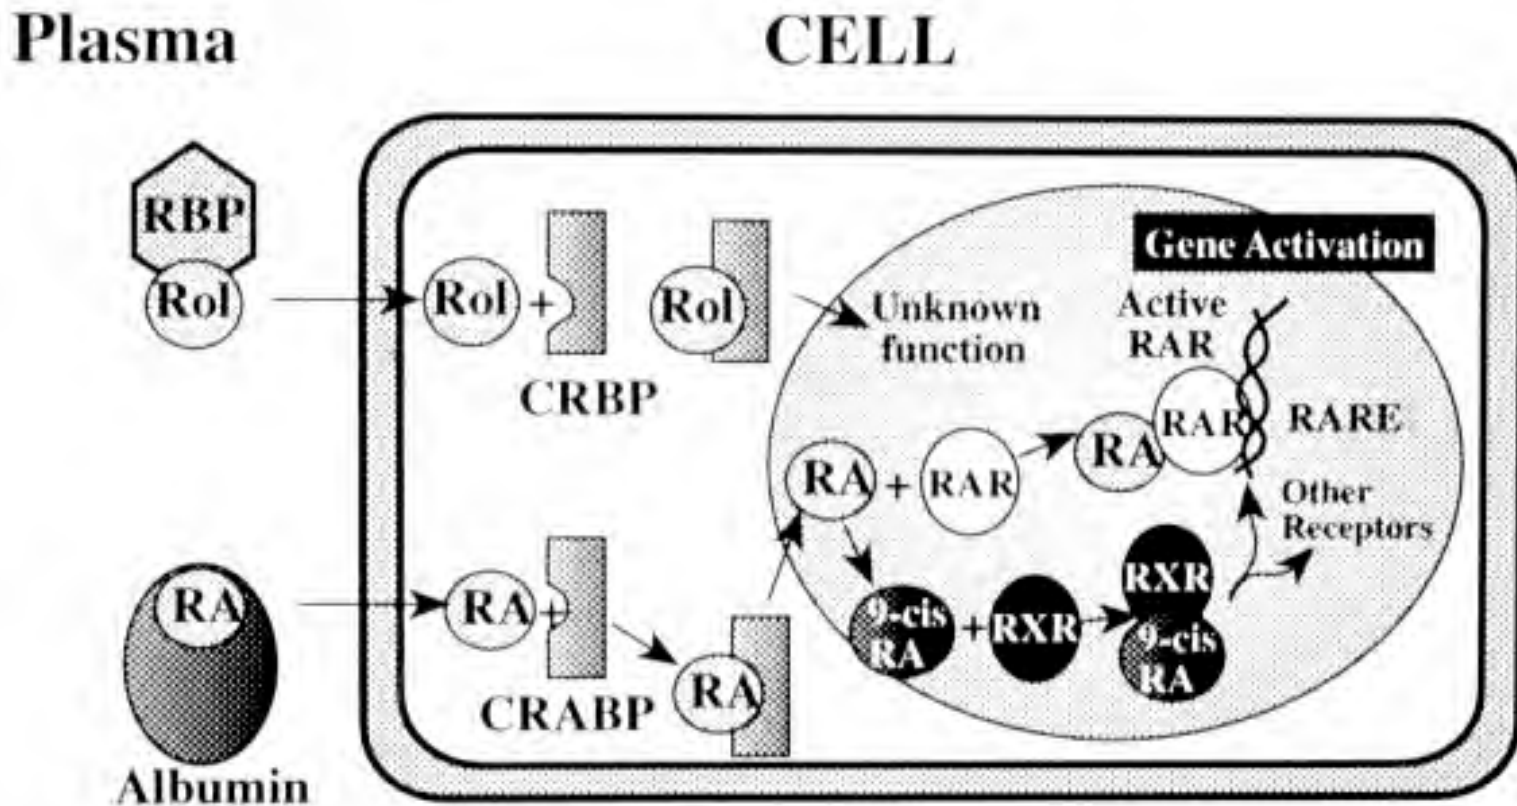 Plasma
CELL
RBP
Rol
Rol
+
CRBP
Rol
Unknown
function
Gene Activation
Active
RAR
RA
RAR
RARE
RA
+
RAR
Other
Receptors
RA
Albumin
RA
+
CRABP
RA
9-cis
RA
+
RXR
RXR
9-cis
RA